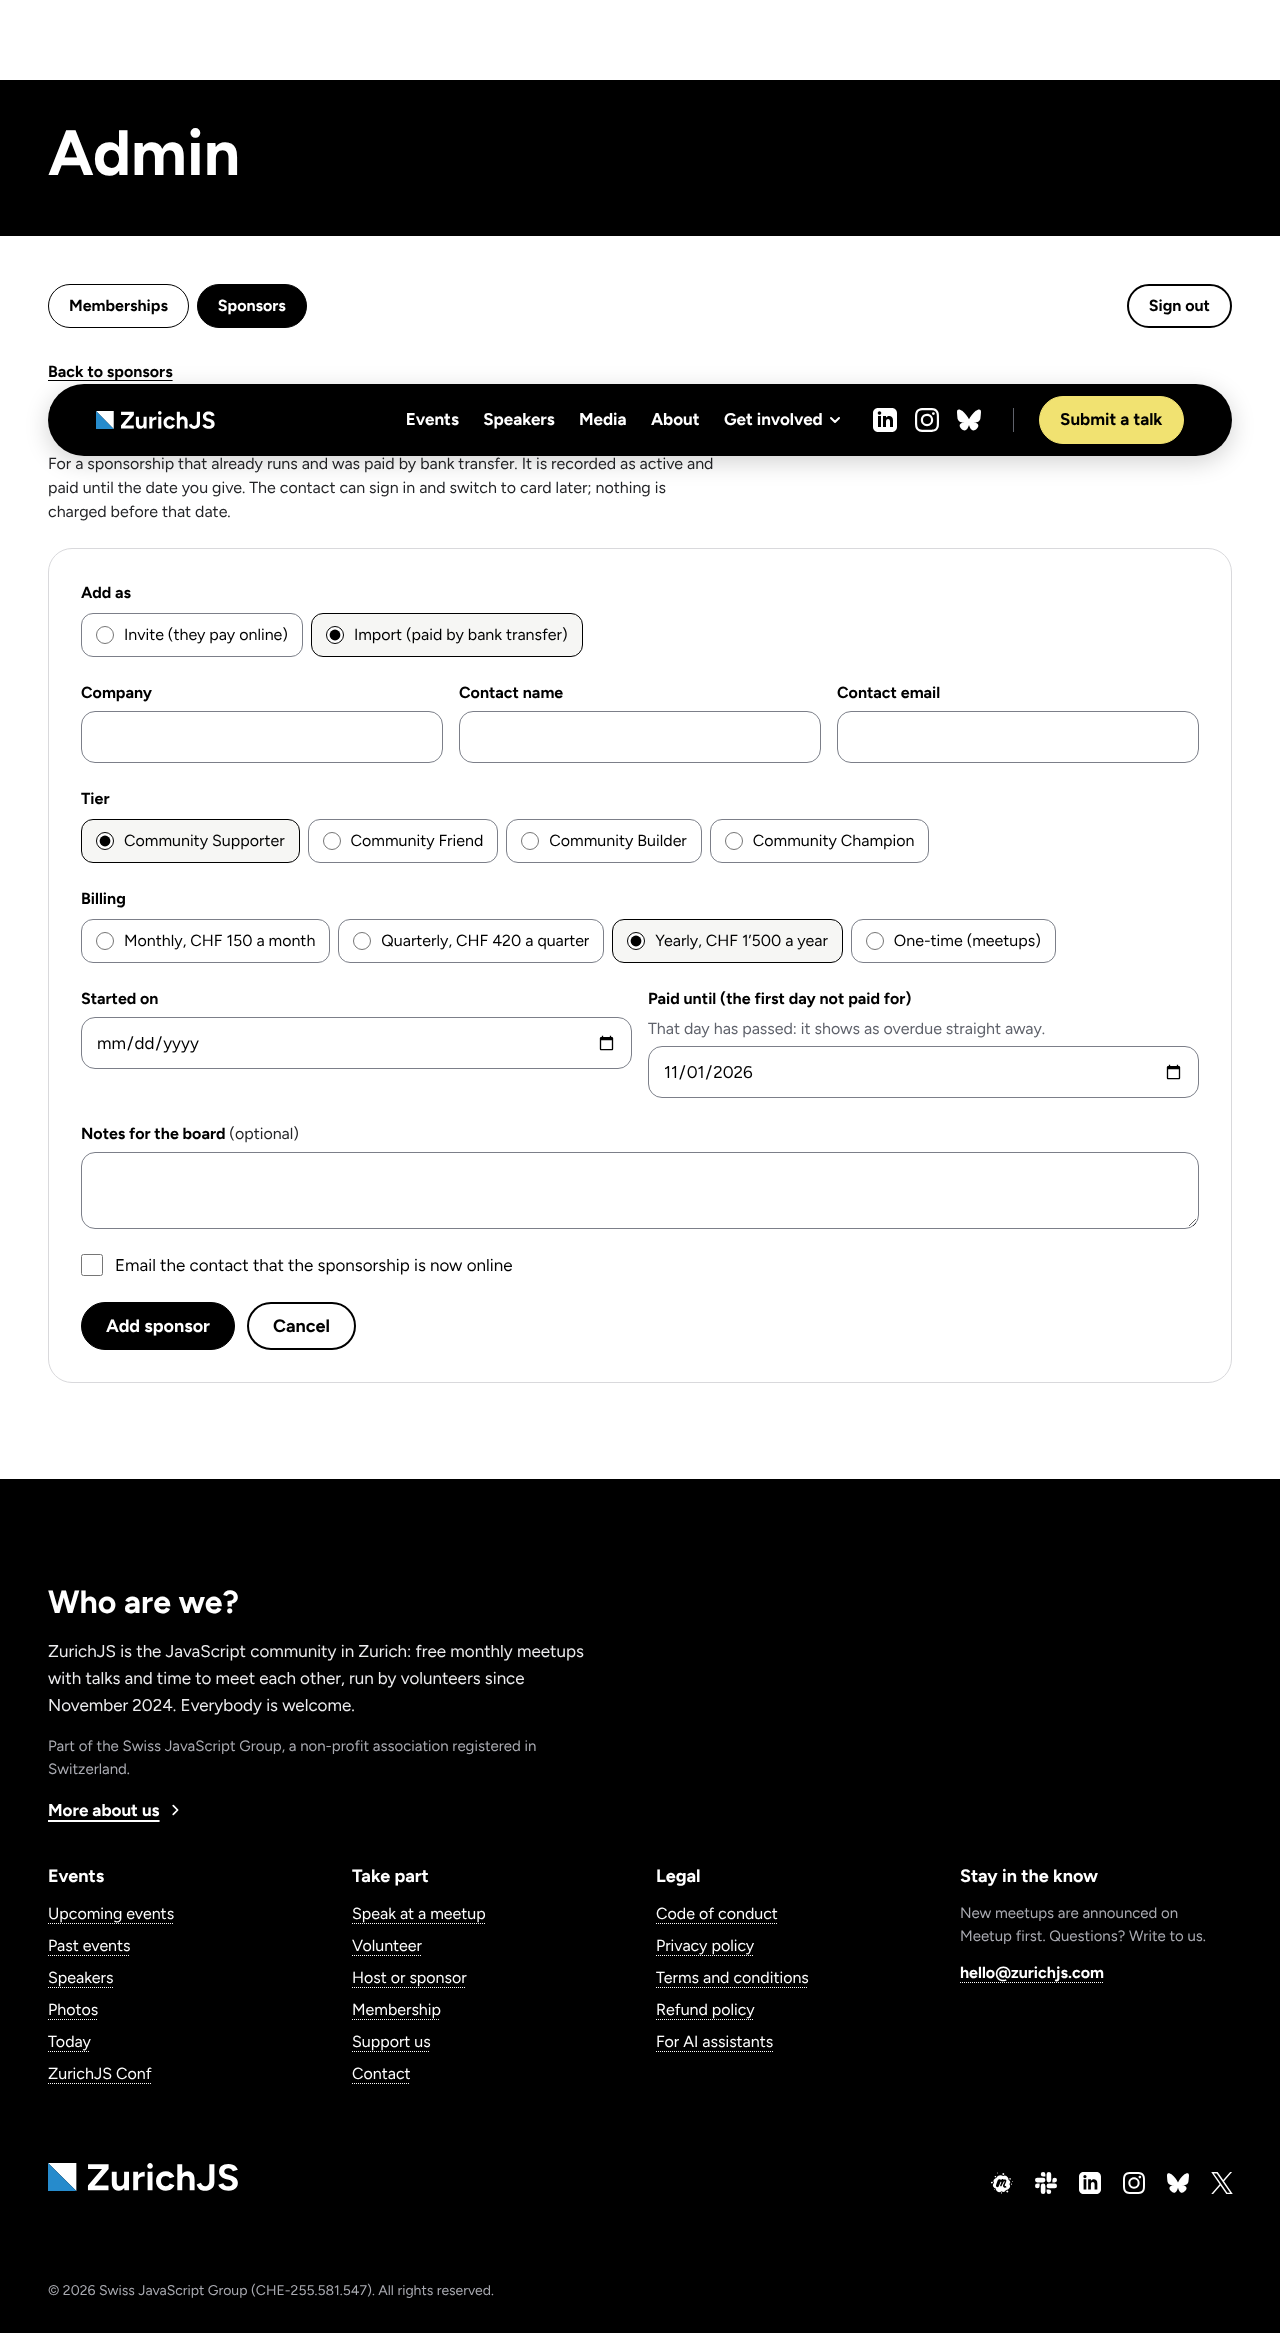 Admin
Memberships
Sponsors
Sign out
Back to sponsors
ZurichJS
Events
Speakers
Media
About
Get involved
Submit a talk
For a sponsorship that already runs and was paid by bank transfer. It is recorded as active and
paid until the date you give. The contact can sign in and switch to card later; nothing is
charged before that date.
Add as
Invite (they pay online)
Import (paid by bank transfer)
Company
Contact name
Contact email
Tier
Community Supporter
Community Friend
Community Builder
Community Champion
Billing
Monthly, CHF 150 a month
Quarterly, CHF 420 a quarter
Yearly, CHF 1’500 a year
One-time (meetups)
Started on
mm/dd/yyyy
Paid until (the first day not paid for)
That day has passed: it shows as overdue straight away.
11/01/2026
Notes for the board (optional)
Email the contact that the sponsorship is now online
Add sponsor
Cancel
Who are we?
ZurichJS is the JavaScript community in Zurich: free monthly meetups
with talks and time to meet each other, run by volunteers since
November 2024. Everybody is welcome.
Part of the Swiss JavaScript Group, a non-profit association registered in
Switzerland.
More about us
Events
Upcoming events
Past events
Speakers
Photos
Today
ZurichJS Conf
Take part
Speak at a meetup
Volunteer
Host or sponsor
Membership
Support us
Contact
Legal
Code of conduct
Privacy policy
Terms and conditions
Refund policy
For AI assistants
Stay in the know
New meetups are announced on
Meetup first. Questions? Write to us.
hello@zurichjs.com
ZurichJS
© 2026 Swiss JavaScript Group (CHE-255.581.547). All rights reserved.